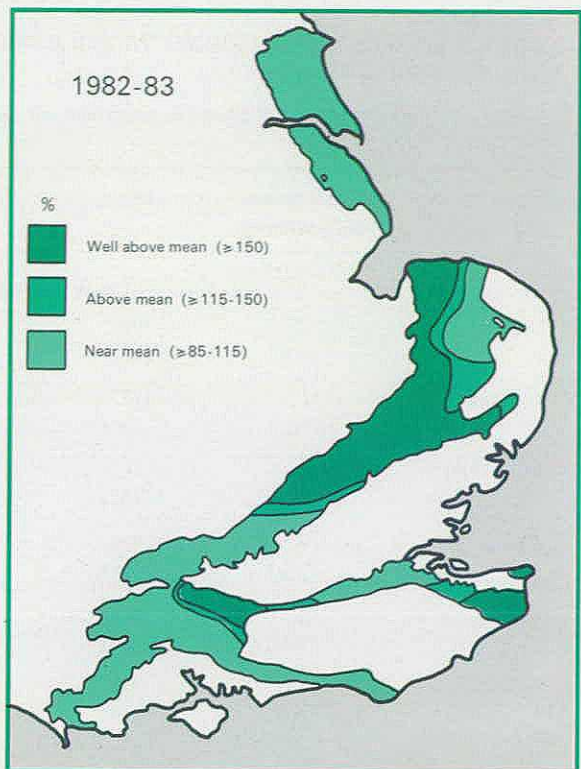 1982-83
%
Well above mean (≥150)
Above mean (≥115-150)
Near mean (≥85-115)